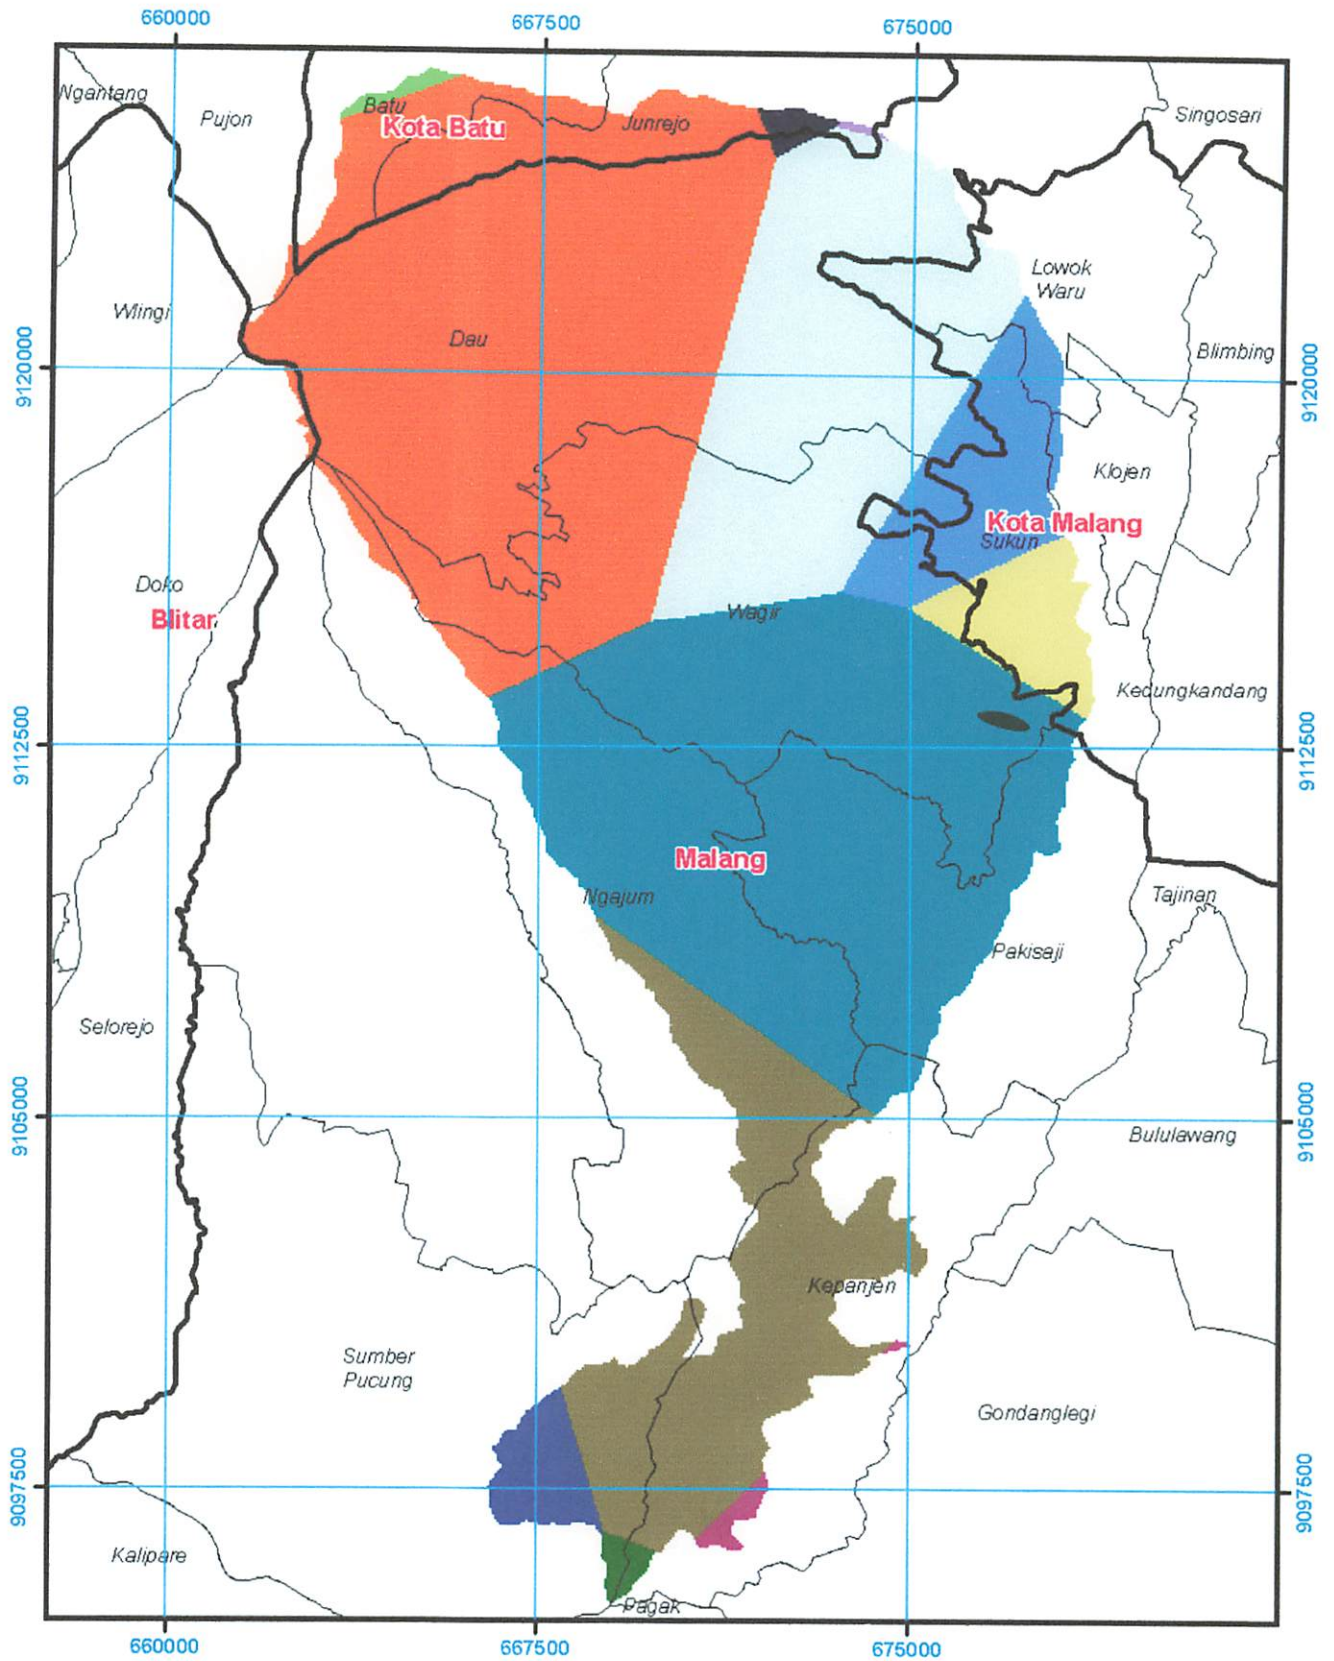 660000
667500
675000
Ngantang
Pujon
Batu
Kota Batu
Junrejo
Singosari
Lowok
Waru
Wlingi
Dau
Blimbing
9120000
9120000
Klojen
Kota Malang
Sukun
Doko
Blitar
Wagir
Kedungkandang
9112500
9112500
Malang
Ngajum
Tajinan
Pakisaji
Selorejo
9105000
9105000
Bululawang
Kepanjen
Sumber
Pucung
Gondanglegi
9097500
9097500
Kalipare
Pagak
660000
667500
675000